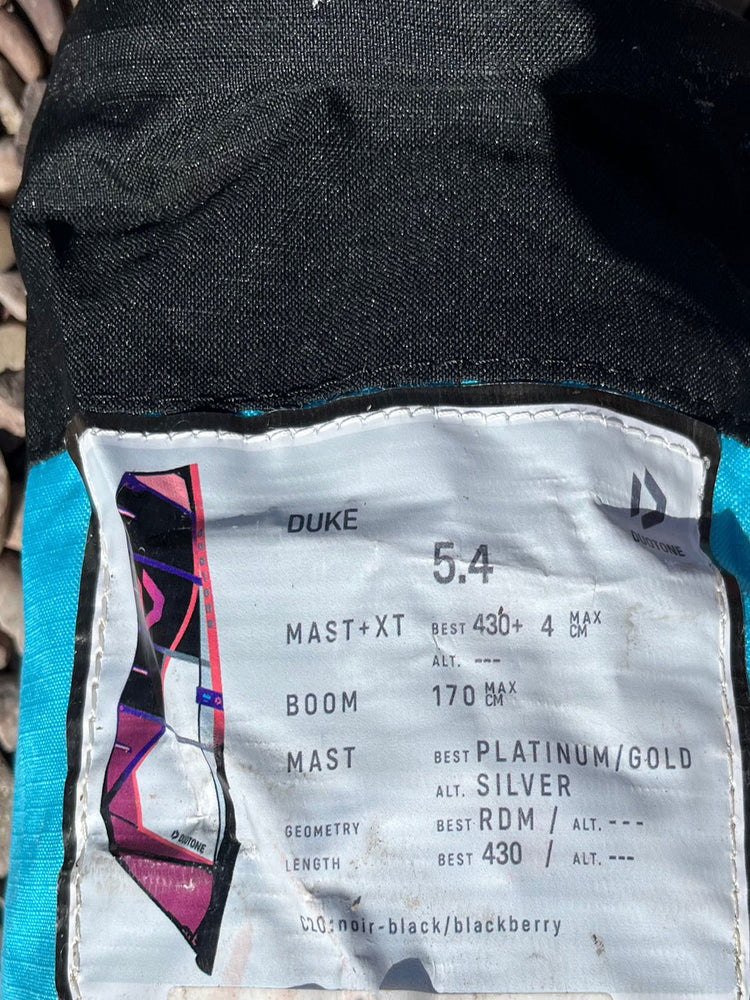 DUKE
DUOTONE
5.4
MAST+XT BEST 430+ 4 MAX CM
ALT. ---
BOOM 170 MAX CM
MAST BEST PLATINUM/GOLD
ALT. SILVER
GEOMETRY BEST RDM / ALT. ---
LENGTH BEST 430 / ALT. ---
C20: noir-black/blackberry
DUOTONE